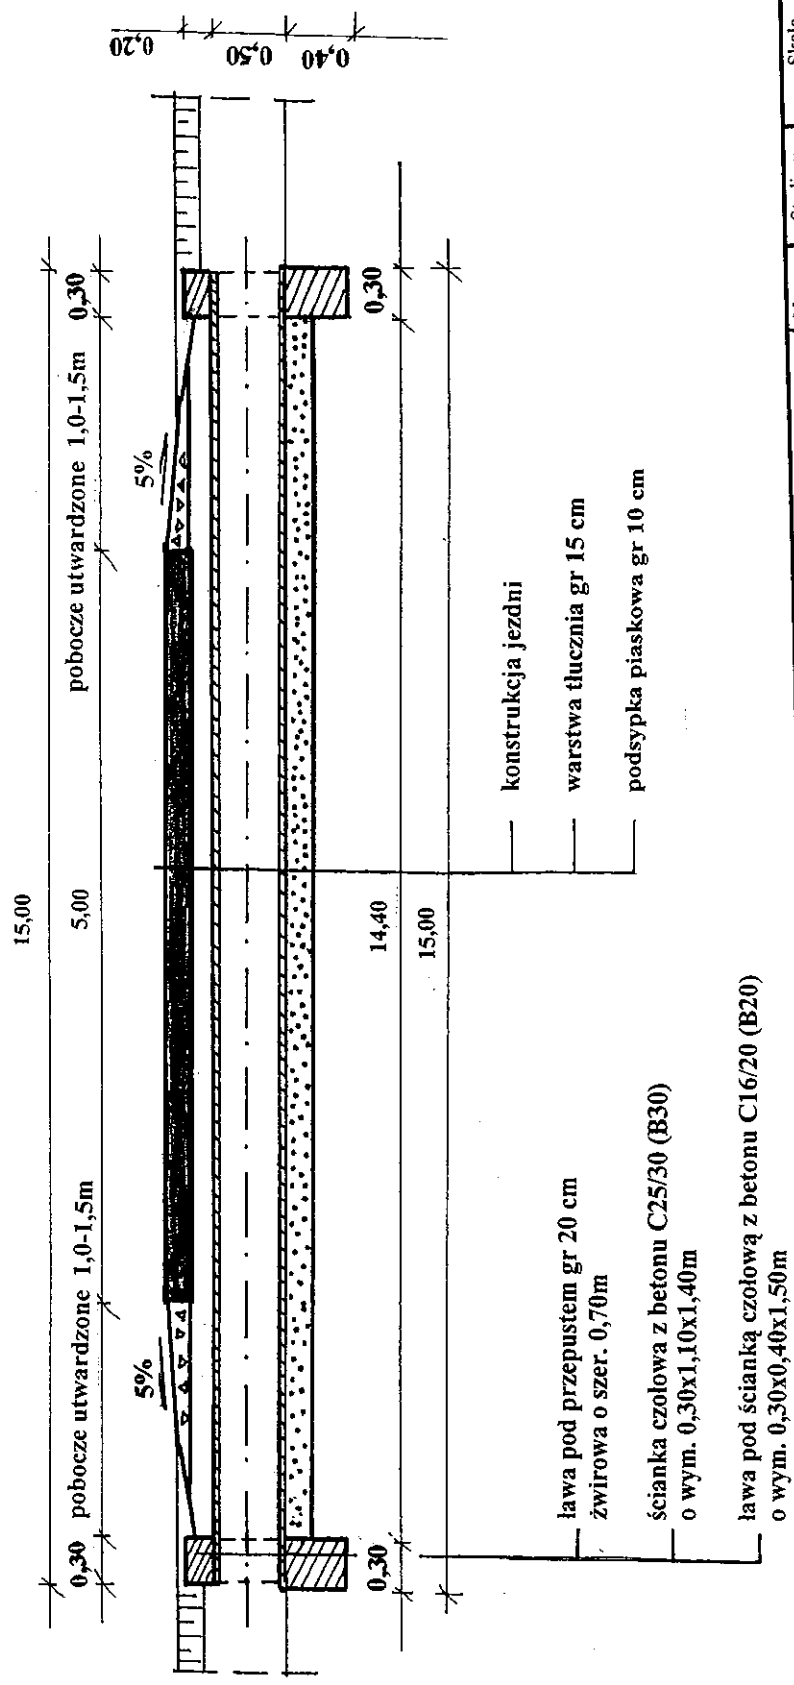 15,00
0,30
pobocze utwardzone 1,0-1,5m
5,00
pobocze utwardzone 1,0-1,5m
0,30
5%
5%
0,20
0,50
0,40
0,30
14,40
0,30
15,00
konstrukcja jezdni
warstwa tłucznia gr 15 cm
podsypka piaskowa gr 10 cm
ława pod przepustem gr 20 cm
żwirowa o szer. 0,70m
ścianka czołowa z betonu C25/30 (B30)
o wym. 0,30x1,10x1,40m
ława pod ścianką czołową z betonu C16/20 (B20)
o wym. 0,30x0,40x1,50m
Skala